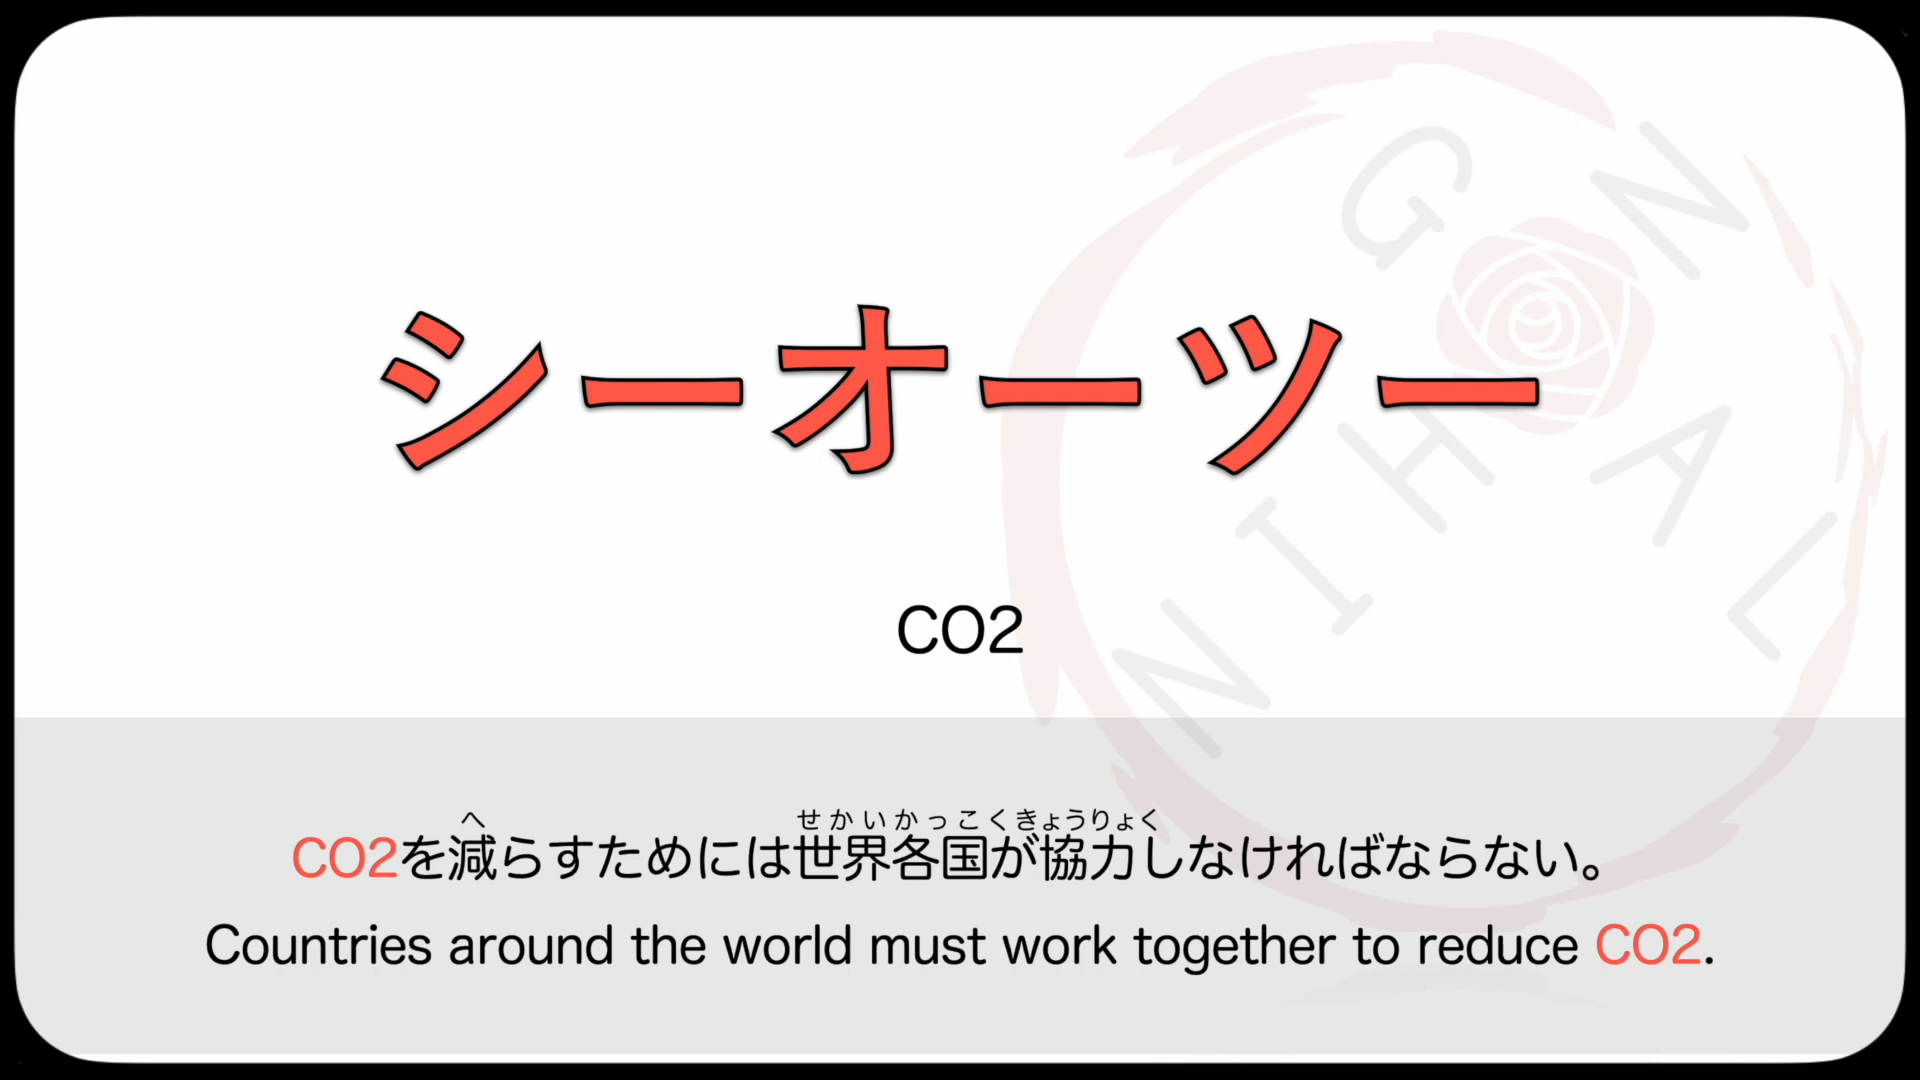 シーオーツー
CO2
へ せかいかっこくきょうりょく
CO2を減らすためには世界各国が協力しなければならない。
Countries around the world must work together to reduce CO2.
NIHAL
GN